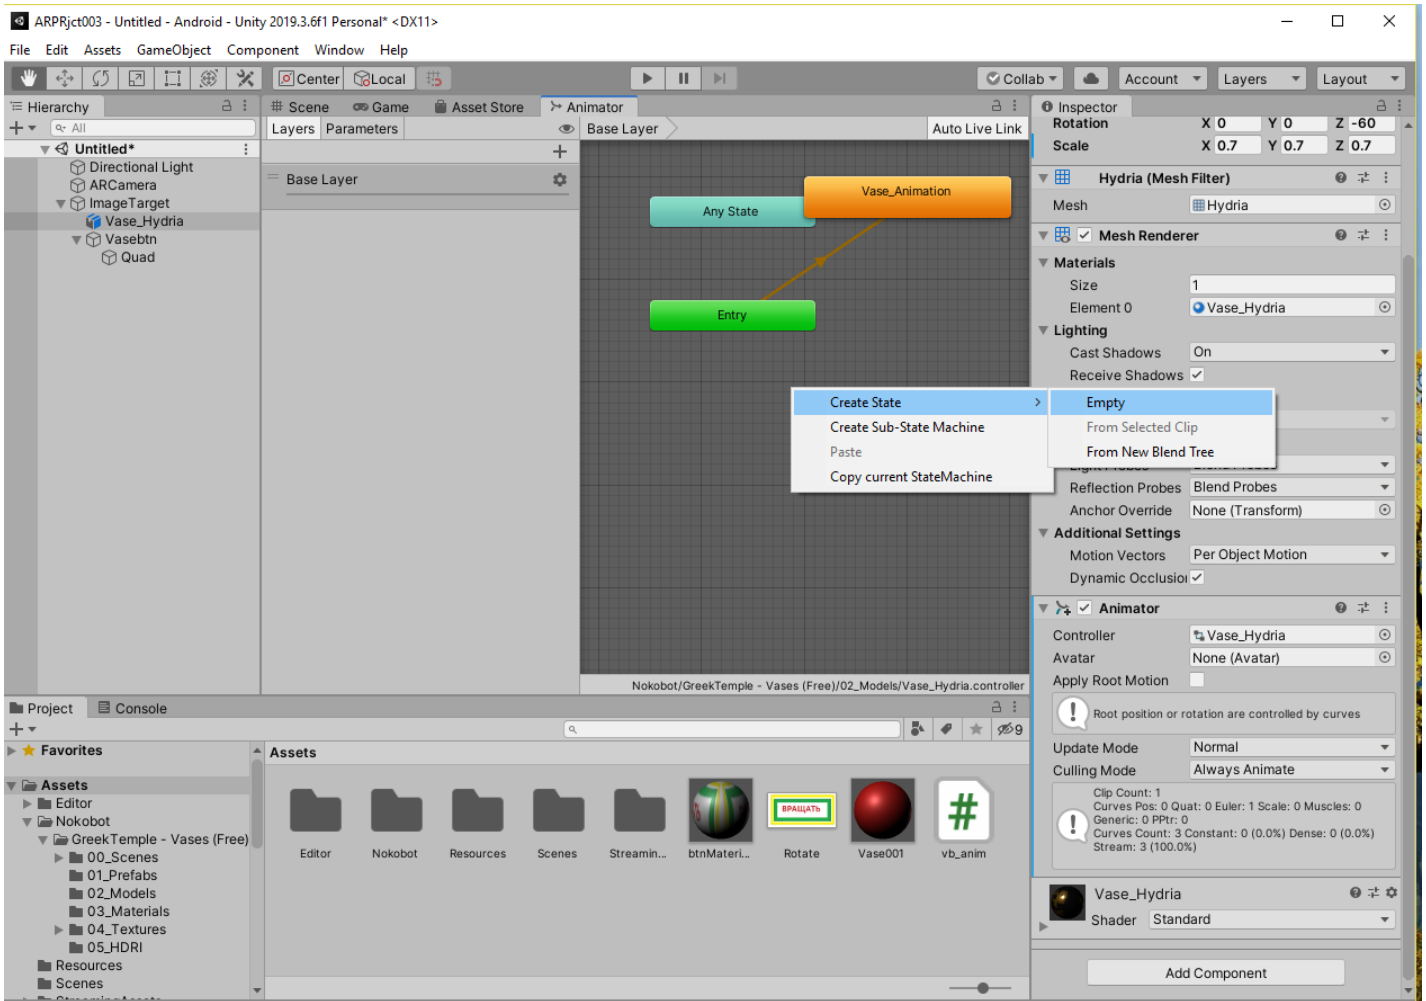 ARPRjct003 - Untitled - Android - Unity 2019.3.6f1 Personal* <DX11>
File Edit Assets GameObject Component Window Help
Center Local Collab Account Layers Layout
Hierarchy
All
Untitled*
Directional Light
ARCamera
ImageTarget
Vase_Hydria
Vasebtn
Quad
Scene Game Asset Store Animator
Layers Parameters Base Layer Auto Live Link
Base Layer
Any State
Vase_Animation
Entry
Create State
Create Sub-State Machine
Paste
Copy current StateMachine
Empty
From Selected Clip
From New Blend Tree
Nokobot/GreekTemple - Vases (Free)/02_Models/Vase_Hydria.controller
Inspector
Rotation X 0 Y 0 Z -60
Scale X 0.7 Y 0.7 Z 0.7
Hydria (Mesh Filter)
Mesh Hydria
Mesh Renderer
Materials
Size 1
Element 0 Vase_Hydria
Lighting
Cast Shadows On
Receive Shadows
Light Probes Blend Probes
Reflection Probes Blend Probes
Anchor Override None (Transform)
Additional Settings
Motion Vectors Per Object Motion
Dynamic Occlusio
Animator
Controller Vase_Hydria
Avatar None (Avatar)
Apply Root Motion
Root position or rotation are controlled by curves
Update Mode Normal
Culling Mode Always Animate
Clip Count: 1
Curves Pos: 0 Quat: 0 Euler: 1 Scale: 0 Muscles: 0
Generic: 0 PPtr: 0
Curves Count: 3 Constant: 0 (0.0%) Dense: 0 (0.0%)
Stream: 3 (100.0%)
Vase_Hydria
Shader Standard
Add Component
Project Console
9
Favorites
Assets
Editor
Nokobot
GreekTemple - Vases (Free)
00_Scenes
01_Prefabs
02_Models
03_Materials
04_Textures
05_HDRI
Resources
Scenes
StreamingAssets
Assets
ВРАЩАТЬ
#
Editor Nokobot Resources Scenes Streamin... btnMateri... Rotate Vase001 vb_anim